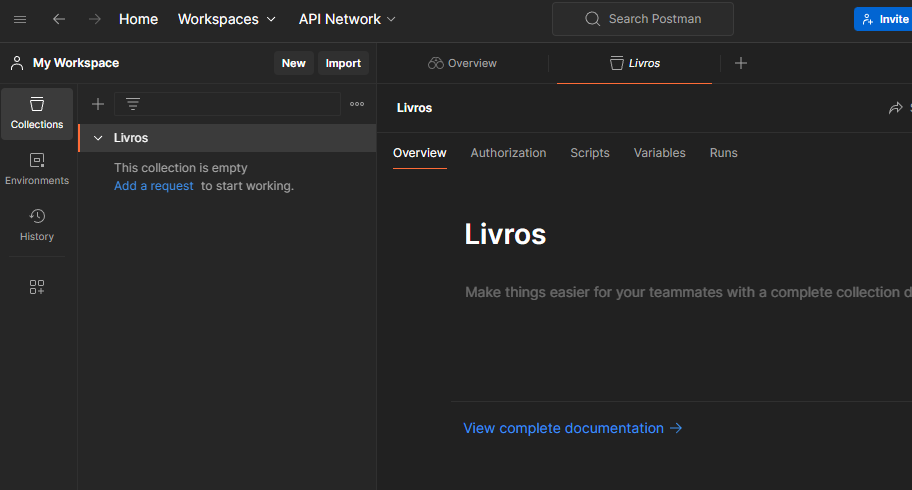 Home Workspaces API Network Search Postman Invite
My Workspace New Import Overview Livros
Collections
Environments
History
Livros
This collection is empty
Add a request to start working.
Livros
Overview Authorization Scripts Variables Runs
Livros
Make things easier for your teammates with a complete collection
View complete documentation →